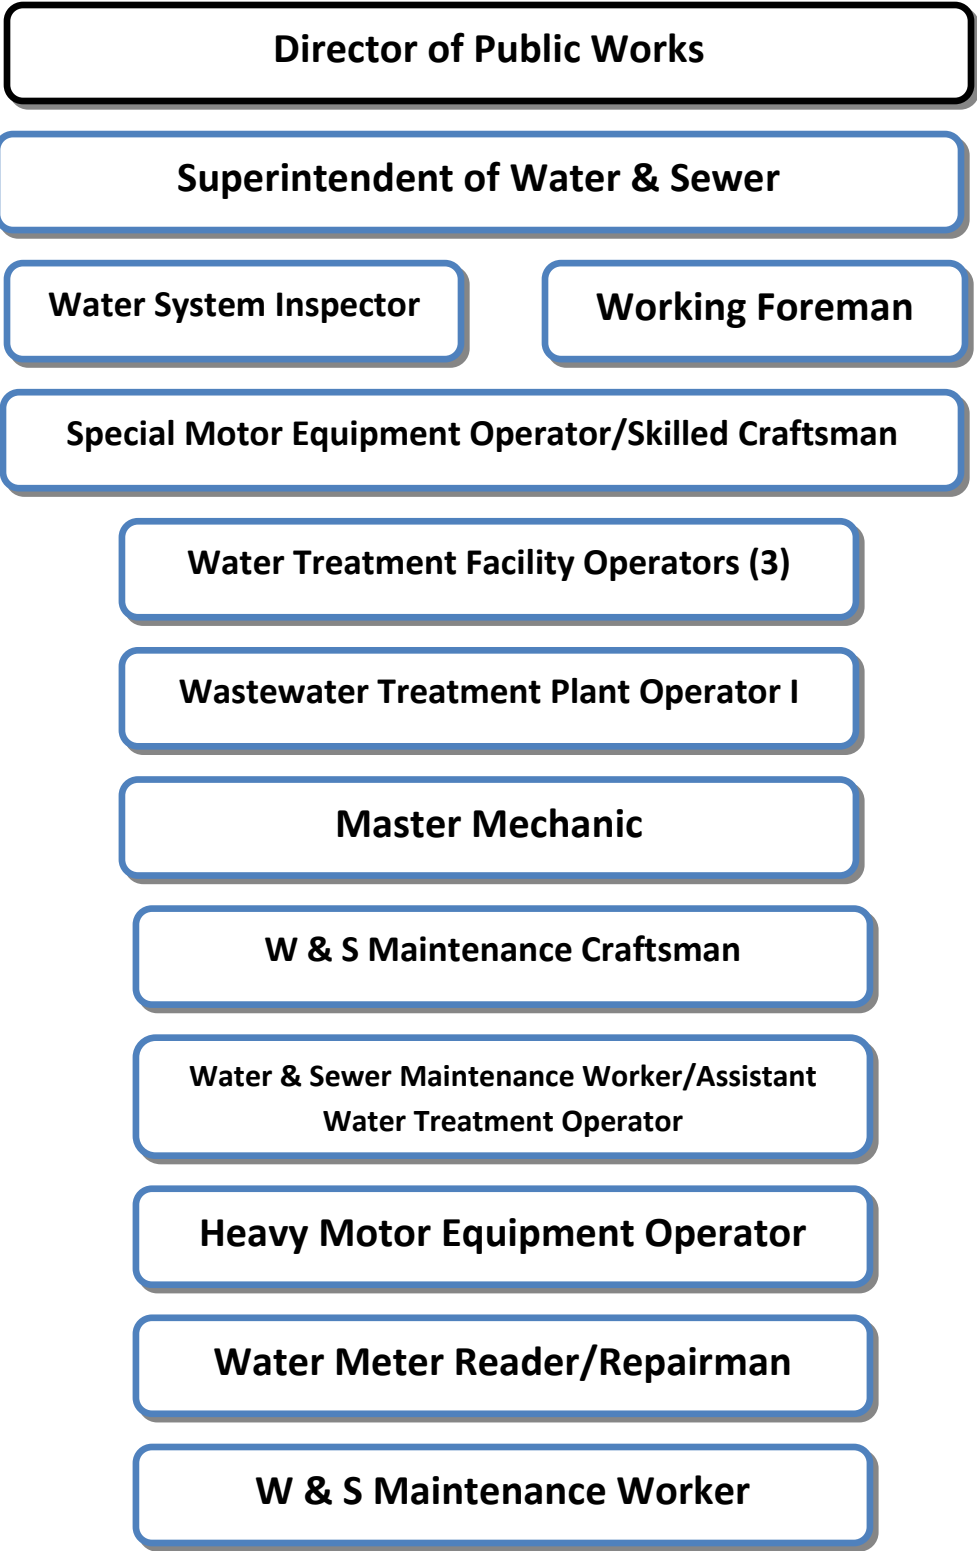 Director of Public Works
Superintendent of Water & Sewer
Water System Inspector
Working Foreman
Special Motor Equipment Operator/Skilled Craftsman
Water Treatment Facility Operators (3)
Wastewater Treatment Plant Operator I
Master Mechanic
W & S Maintenance Craftsman
Water & Sewer Maintenance Worker/Assistant
Water Treatment Operator
Heavy Motor Equipment Operator
Water Meter Reader/Repairman
W & S Maintenance Worker